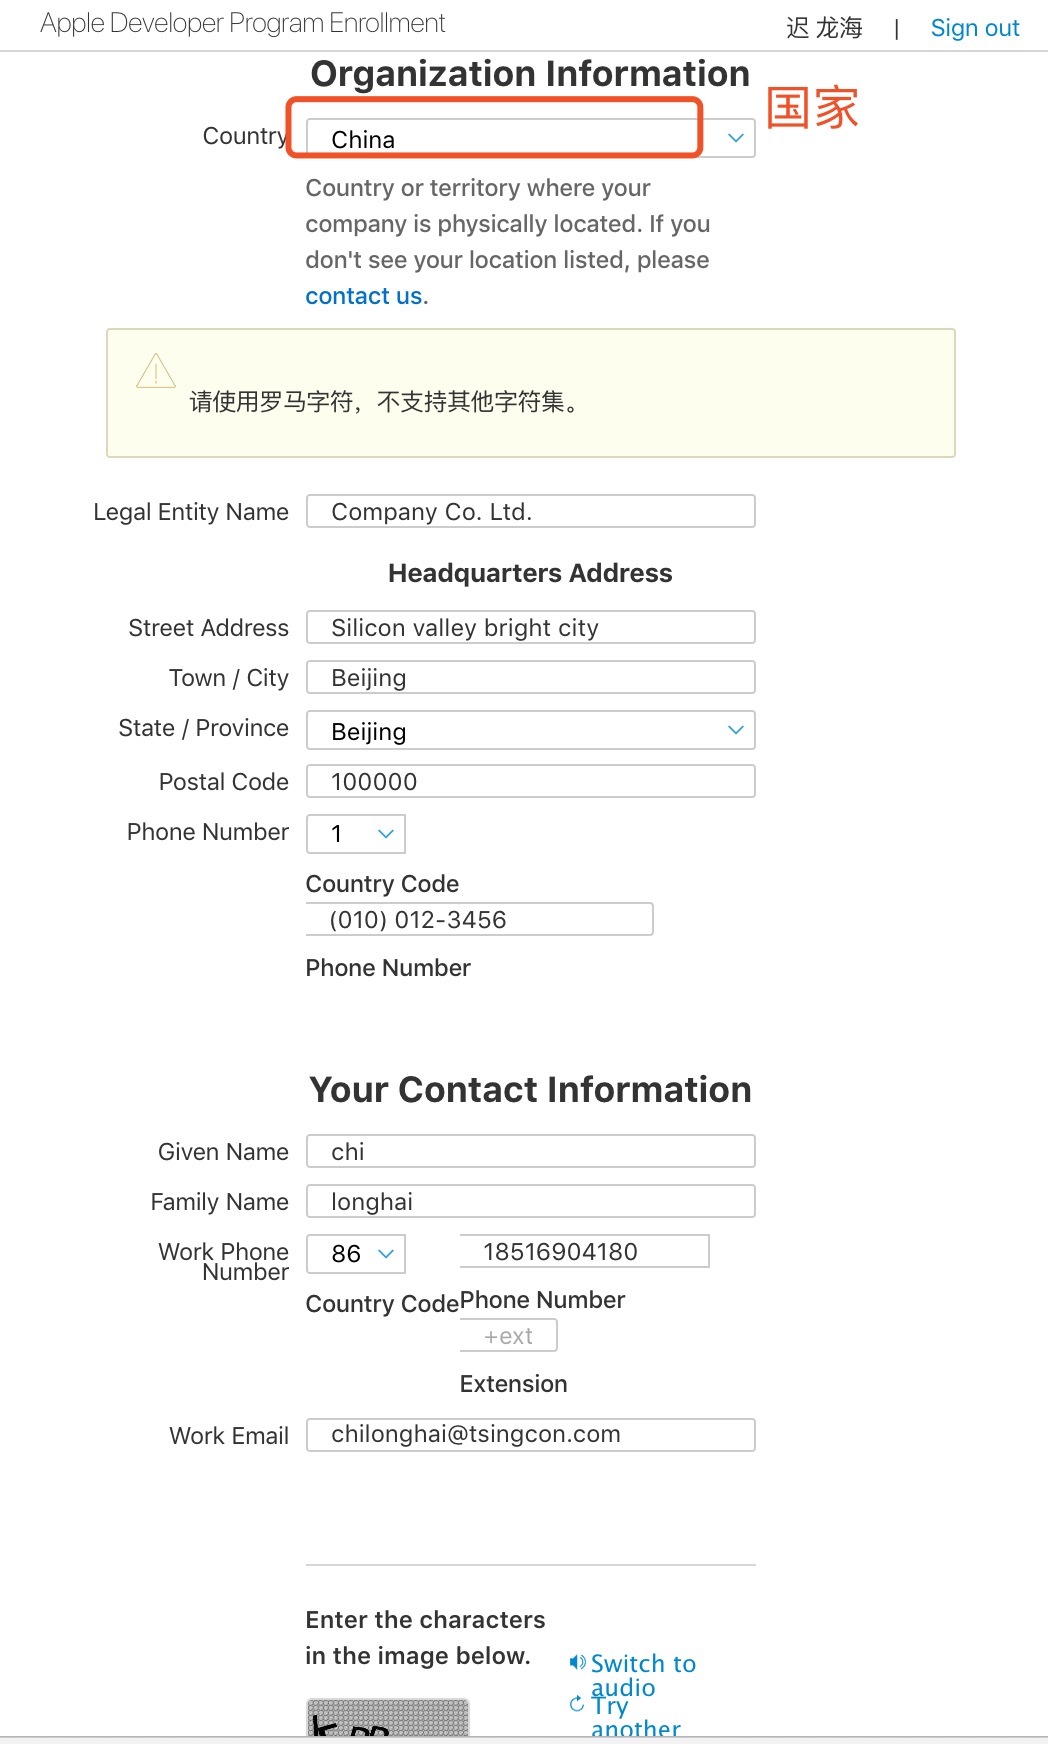 Apple Developer Program Enrollment
迟 龙海 | Sign out
Organization Information
国家
Country China
Country or territory where your
company is physically located. If you
don't see your location listed, please
contact us.
请使用罗马字符，不支持其他字符集。
Legal Entity Name Company Co. Ltd.
Headquarters Address
Street Address Silicon valley bright city
Town / City Beijing
State / Province Beijing
Postal Code 100000
Phone Number 1
Country Code
(010) 012-3456
Phone Number
Your Contact Information
Given Name chi
Family Name longhai
Work Phone 86 18516904180
Number
Country Code Phone Number
+ext
Extension
Work Email chilonghai@tsingcon.com
Enter the characters
in the image below.
Switch to
audio
Try
another